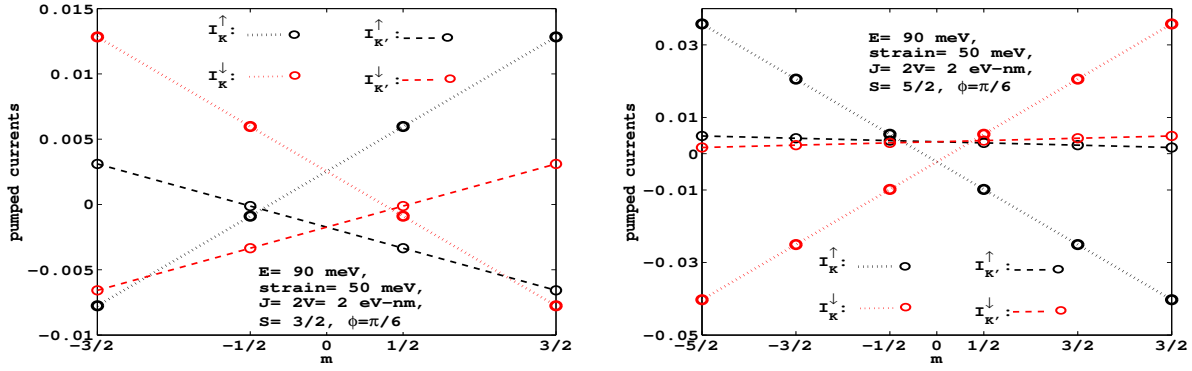 pumped currents
0.015
0.01
0.005
0
−0.005
−0.01
I_K^↑:
I_K'^↑:
I_K^↓:
I_K'^↓:
E= 90 meV,
strain= 50 meV,
J= 2V= 2 eV−nm,
S= 3/2, ϕ=π/6
−3/2 −1/2 0 1/2 3/2
m
pumped currents
0.03
0.01
0
−0.01
−0.03
−0.05
E= 90 meV,
strain= 50 meV,
J= 2V= 2 eV−nm,
S= 5/2, ϕ=π/6
I_K^↑:
I_K'^↑:
I_K^↓:
I_K'^↓:
−5/2 −3/2 −1/2 0 1/2 3/2 3/2
m